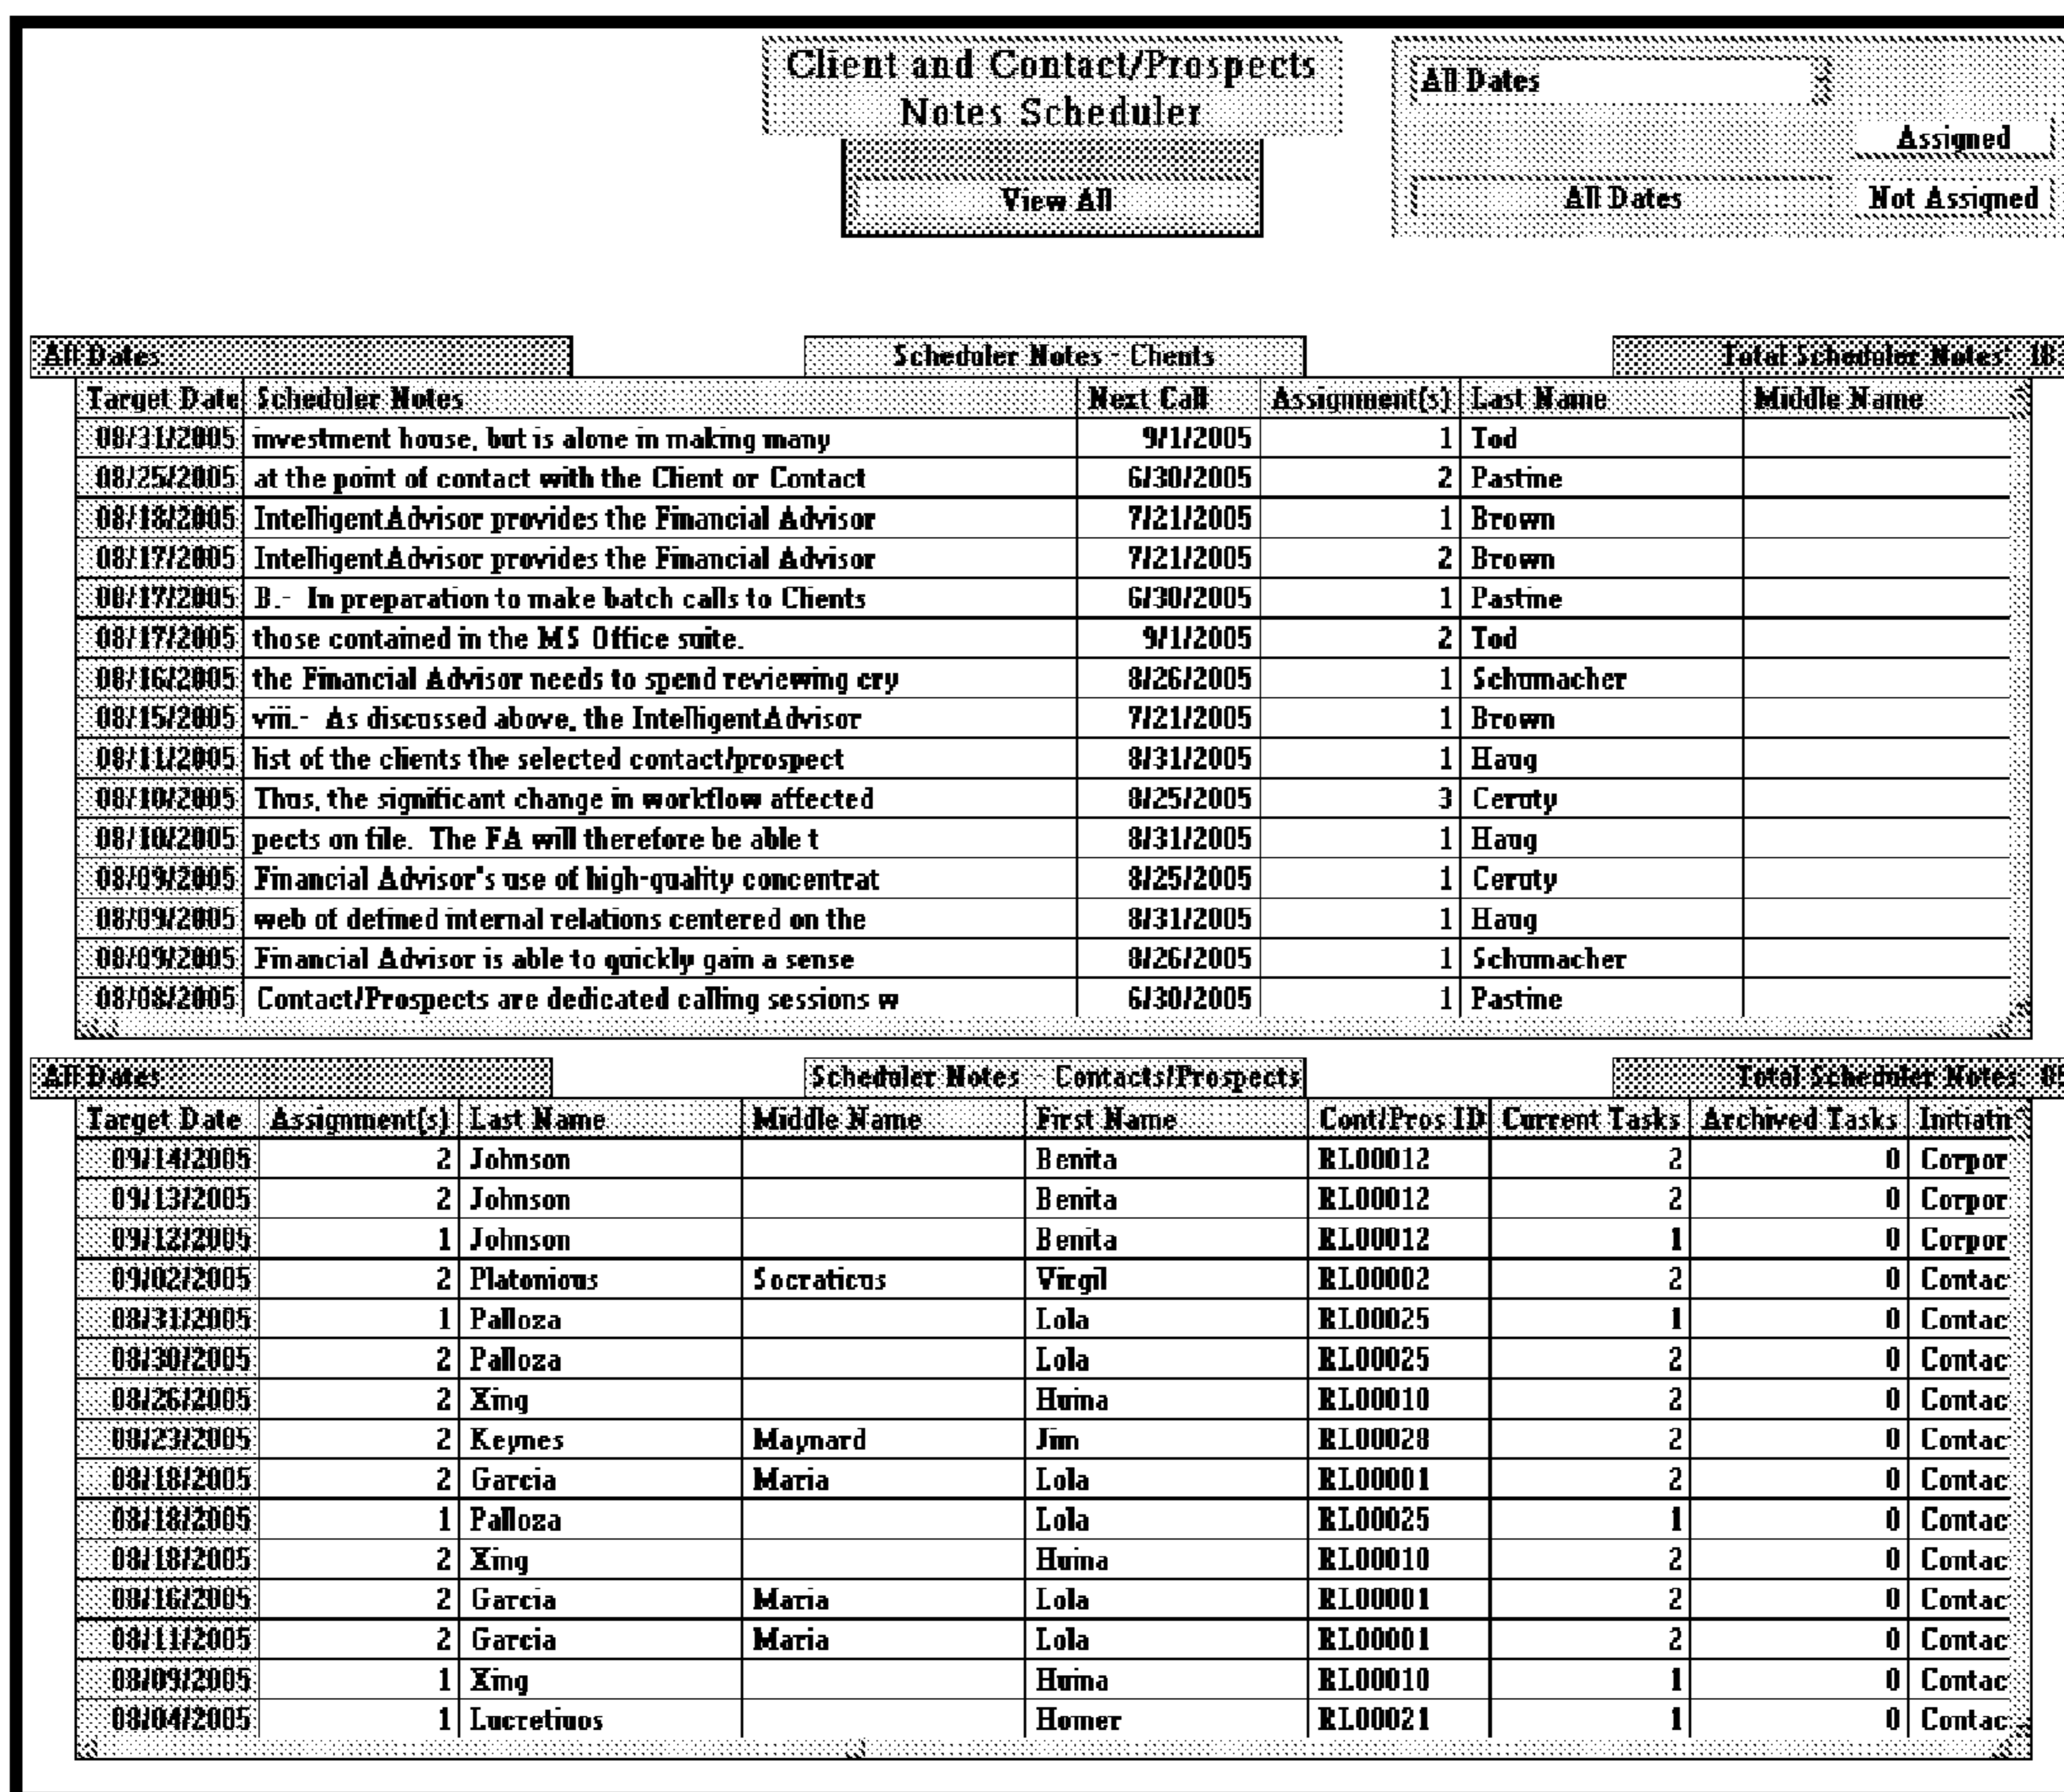 Client and Contact/Prospects
Notes Scheduler
View All
All Dates
Assigned
All Dates Not Assigned
All Dates Scheduler Notes - Clients Total Scheduler Notes:
Target Date Scheduler Notes Next Call Assignment(s) Last Name Middle Name
08/31/2005 investment house, but is alone in making many 9/1/2005 1 Tod
08/25/2005 at the point of contact with the Client or Contact 6/30/2005 2 Pastine
08/18/2005 IntelligentAdvisor provides the Financial Advisor 7/21/2005 1 Brown
08/17/2005 IntelligentAdvisor provides the Financial Advisor 7/21/2005 2 Brown
08/17/2005 B.- In preparation to make batch calls to Clients 6/30/2005 1 Pastine
08/17/2005 those contained in the MS Office suite. 9/1/2005 2 Tod
08/16/2005 the Financial Advisor needs to spend reviewing cry 8/26/2005 1 Schumacher
08/15/2005 viii.- As discussed above, the IntelligentAdvisor 7/21/2005 1 Brown
08/11/2005 list of the clients the selected contact/prospect 8/31/2005 1 Haug
08/10/2005 Thus, the significant change in workflow affected 8/25/2005 3 Ceruty
08/10/2005 pects on file. The FA will therefore be able t 8/31/2005 1 Haug
08/09/2005 Financial Advisor's use of high-quality concentrat 8/25/2005 1 Ceruty
08/09/2005 web of defined internal relations centered on the 8/31/2005 1 Haug
08/09/2005 Financial Advisor is able to quickly gain a sense 8/26/2005 1 Schumacher
08/08/2005 Contact/Prospects are dedicated calling sessions w 6/30/2005 1 Pastine
All Dates Scheduler Notes - Contacts/Prospects Total Scheduler Notes:
Target Date Assignment(s) Last Name Middle Name First Name Cont/Pros ID Current Tasks Archived Tasks Initiatn
09/14/2005 2 Johnson Benita RL00012 2 0 Corpor
09/13/2005 2 Johnson Benita RL00012 2 0 Corpor
09/12/2005 1 Johnson Benita RL00012 1 0 Corpor
09/02/2005 2 Platonious Socraticus Virgil RL00002 2 0 Contac
08/31/2005 1 Palloza Lola RL00025 1 0 Contac
08/30/2005 2 Palloza Lola RL00025 2 0 Contac
08/26/2005 2 Xing Huina RL00010 2 0 Contac
08/23/2005 2 Keynes Maynard Jim RL00028 2 0 Contac
08/18/2005 2 Garcia Maria Lola RL00001 2 0 Contac
08/18/2005 1 Palloza Lola RL00025 1 0 Contac
08/18/2005 2 Xing Huina RL00010 2 0 Contac
08/16/2005 2 Garcia Maria Lola RL00001 2 0 Contac
08/11/2005 2 Garcia Maria Lola RL00001 2 0 Contac
08/09/2005 1 Xing Huina RL00010 1 0 Contac
08/04/2005 1 Lucretiuos Homer RL00021 1 0 Contac